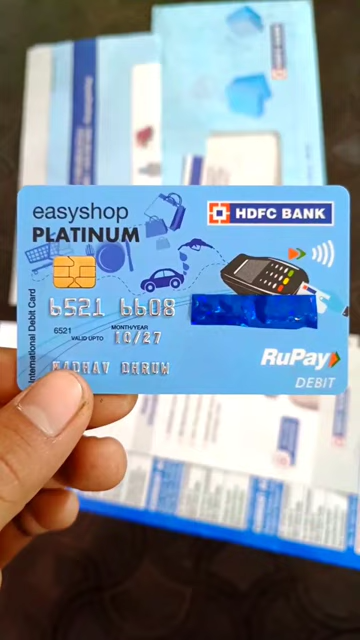 easyshop
PLATINUM
HDFC BANK
International Debit Card
6521 6608
6521
MONTH/YEAR
VALID UPTO 10/27
MADHAV DHRUW
RuPay
DEBIT